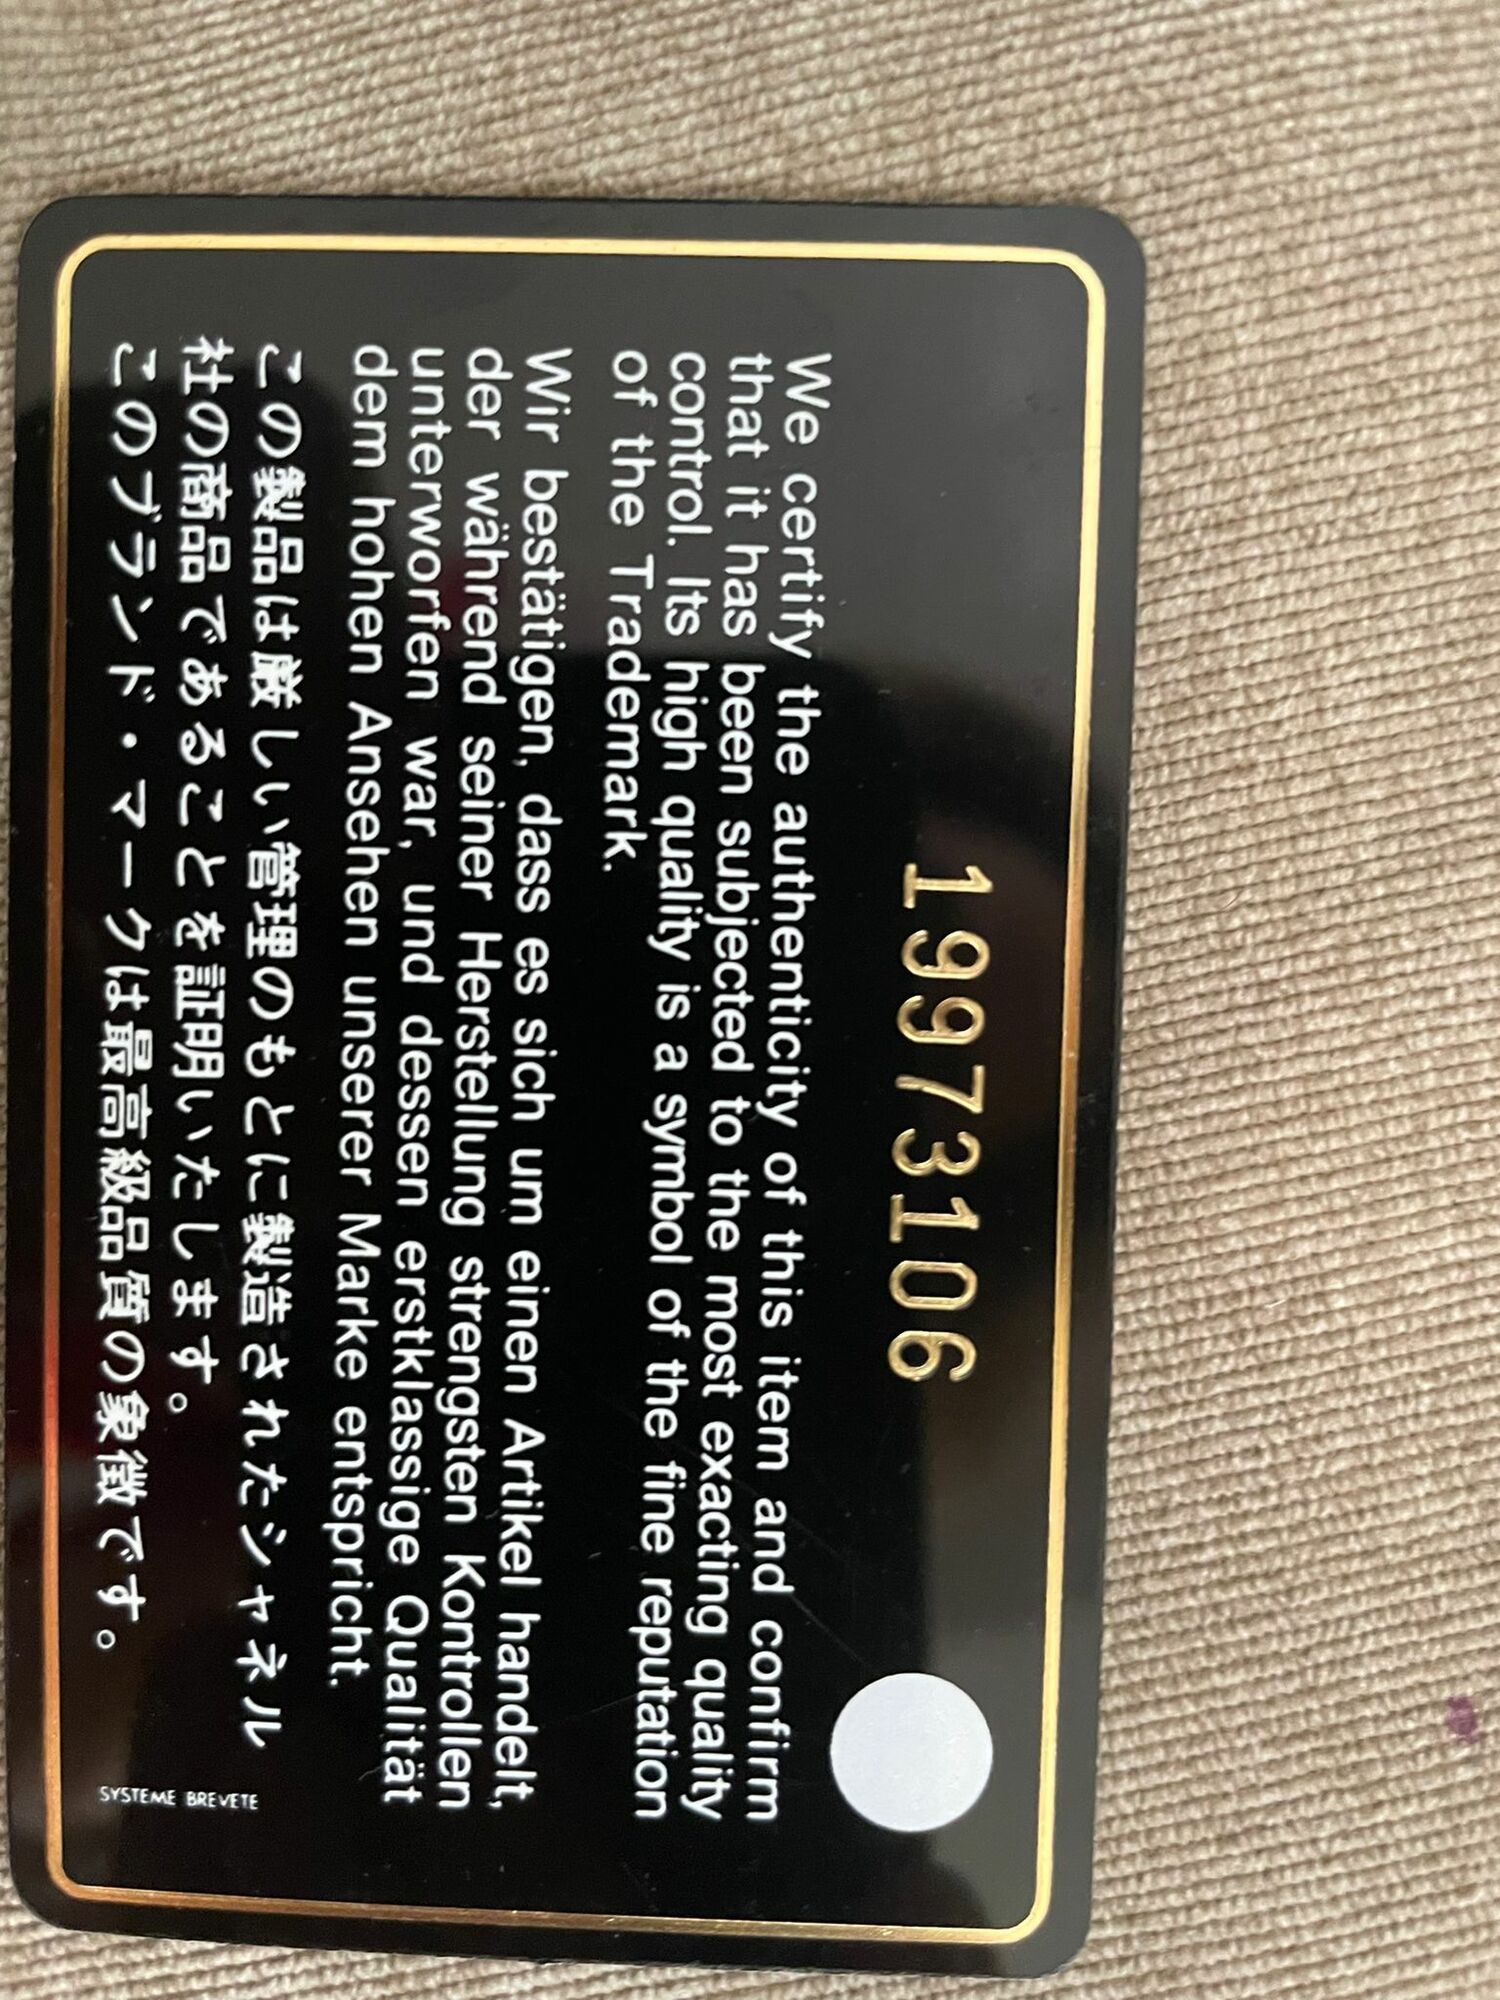 19973106
We certify the authenticity of this item and confirm
that it has been subjected to the most exacting quality
control. Its high quality is a symbol of the fine reputation
of the Trademark.
Wir bestätigen, dass es sich um einen Artikel handelt,
der während seiner Herstellung strengsten Kontrollen
unterworfen war, und dessen erstklassige Qualität
dem hohen Ansehen unserer Marke entspricht.
この製品は厳しい管理のもとに製造されたシャネル
社の商品であることを証明いたします。
このブランド・マークは最高級品質の象徴です。
SYSTEME BREVETE